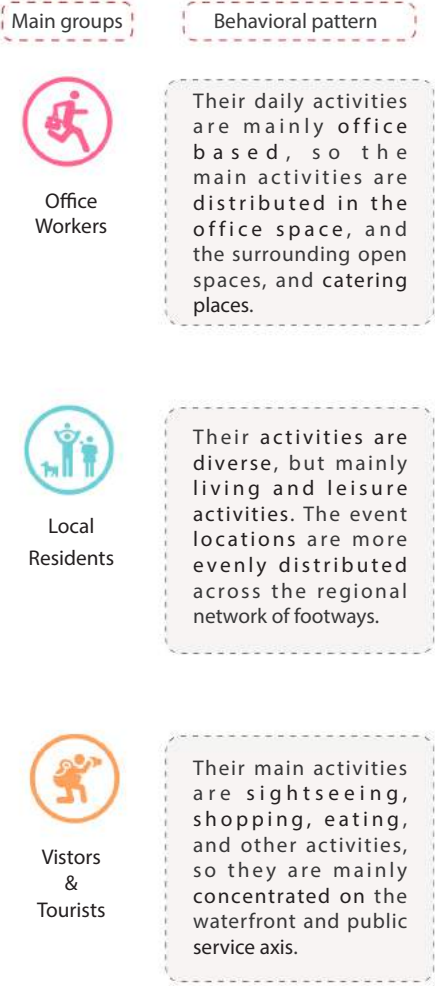 Main groups
Behavioral pattern
Office
Workers
Their daily activities
are mainly office
based, so the
main activities are
distributed in the
office space, and
the surrounding open
spaces, and catering
places.
Local
Residents
Their activities are
diverse, but mainly
living and leisure
activities. The event
locations are more
evenly distributed
across the regional
network of footways.
Vistors
&
Tourists
Their main activities
are sightseeing,
shopping, eating,
and other activities,
so they are mainly
concentrated on the
waterfront and public
service axis.